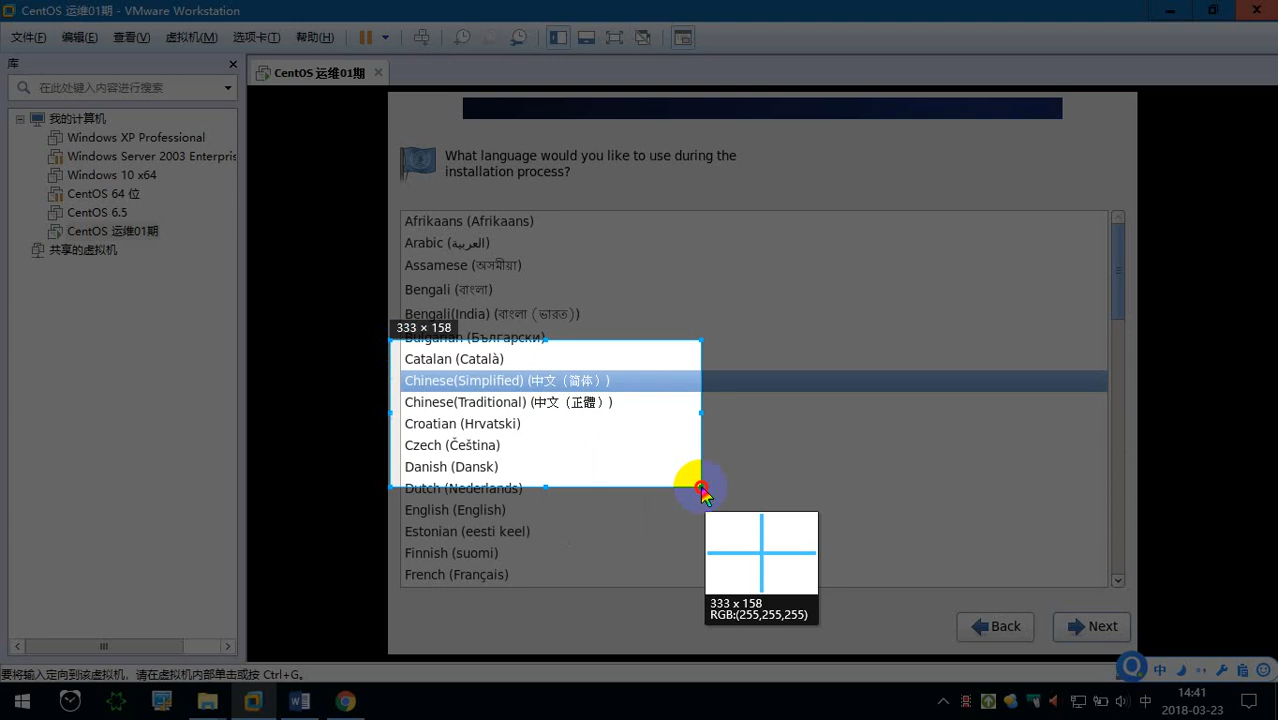 CentOS 运维01期 - VMware Workstation
文件(F) 编辑(E) 查看(V) 虚拟机(M) 选项卡(T) 帮助(H)
库
在此处键入内容进行搜索
我的计算机
Windows XP Professional
Windows Server 2003 Enterpris
Windows 10 x64
CentOS 64 位
CentOS 6.5
CentOS 运维01期
共享的虚拟机
CentOS 运维01期
What language would you like to use during the
installation process?
Afrikaans (Afrikaans)
Arabic (العربية)
Assamese (অসমীয়া)
Bengali (বাংলা)
Bengali(India) (বাংলা (ভারত))
333 × 158
Bulgarian (Български)
Catalan (Català)
Chinese(Simplified) (中文（简体）)
Chinese(Traditional) (中文（正體）)
Croatian (Hrvatski)
Czech (Čeština)
Danish (Dansk)
Dutch (Nederlands)
English (English)
Estonian (eesti keel)
Finnish (suomi)
French (Français)
333 x 158
RGB:(255,255,255)
Back
Next
要将输入定向到该虚拟机，请在虚拟机内部单击或按 Ctrl+G。
中
中
14:41
2018-03-23